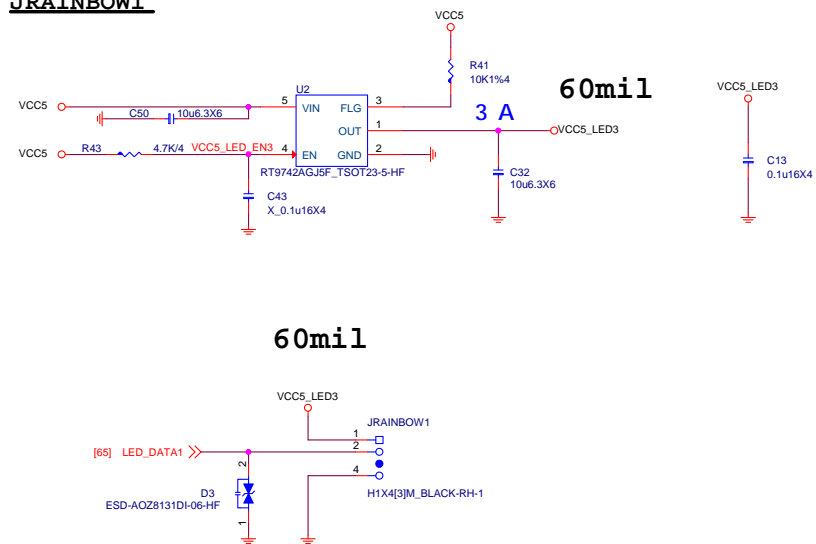 JRAINBOW1
VCC5
R41
10K1%4
60mil
VCC5_LED3
U2
VCC5
C50
10u6.3X6
5
VIN
FLG
3
3 A
OUT
1
VCC5_LED3
VCC5
R43
4.7K/4
VCC5_LED_EN3
4
EN
GND
2
RT9742AGJ5F_TSOT23-5-HF
C32
10u6.3X6
C13
0.1u16X4
C43
X_0.1u16X4
60mil
VCC5_LED3
JRAINBOW1
1
[65] LED_DATA1
2
2
4
D3
ESD-AOZ8131DI-06-HF
H1X4[3]M_BLACK-RH-1
1